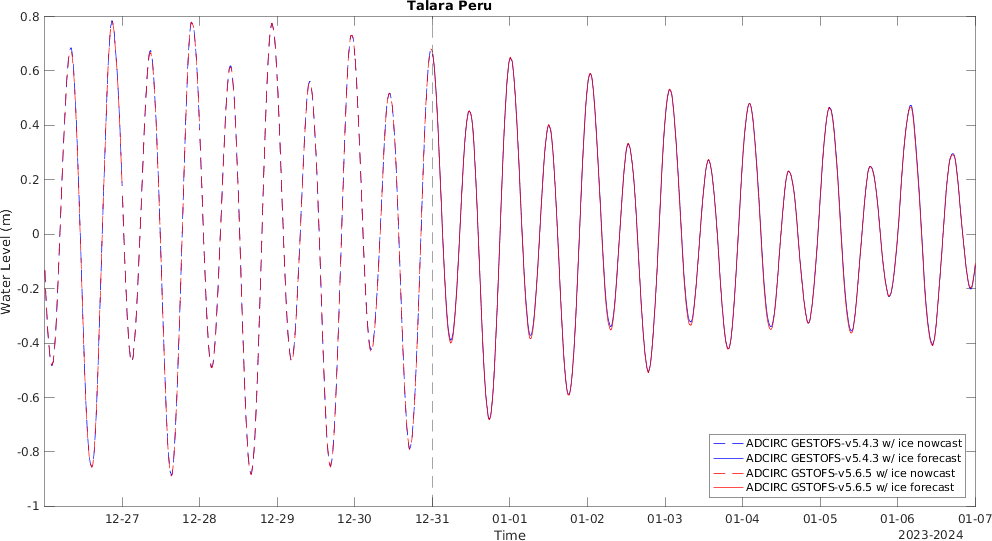 Talara Peru
0.8
0.6
0.4
0.2
0
-0.2
-0.4
-0.6
-0.8
-1
Water Level (m)
ADCIRC GESTOFS-v5.4.3 w/ ice nowcast
ADCIRC GESTOFS-v5.4.3 w/ ice forecast
ADCIRC GSTOFS-v5.6.5 w/ ice nowcast
ADCIRC GSTOFS-v5.6.5 w/ ice forecast
12-27 12-28 12-29 12-30 12-31 01-01 01-02 01-03 01-04 01-05 01-06 01-07
Time
2023-2024